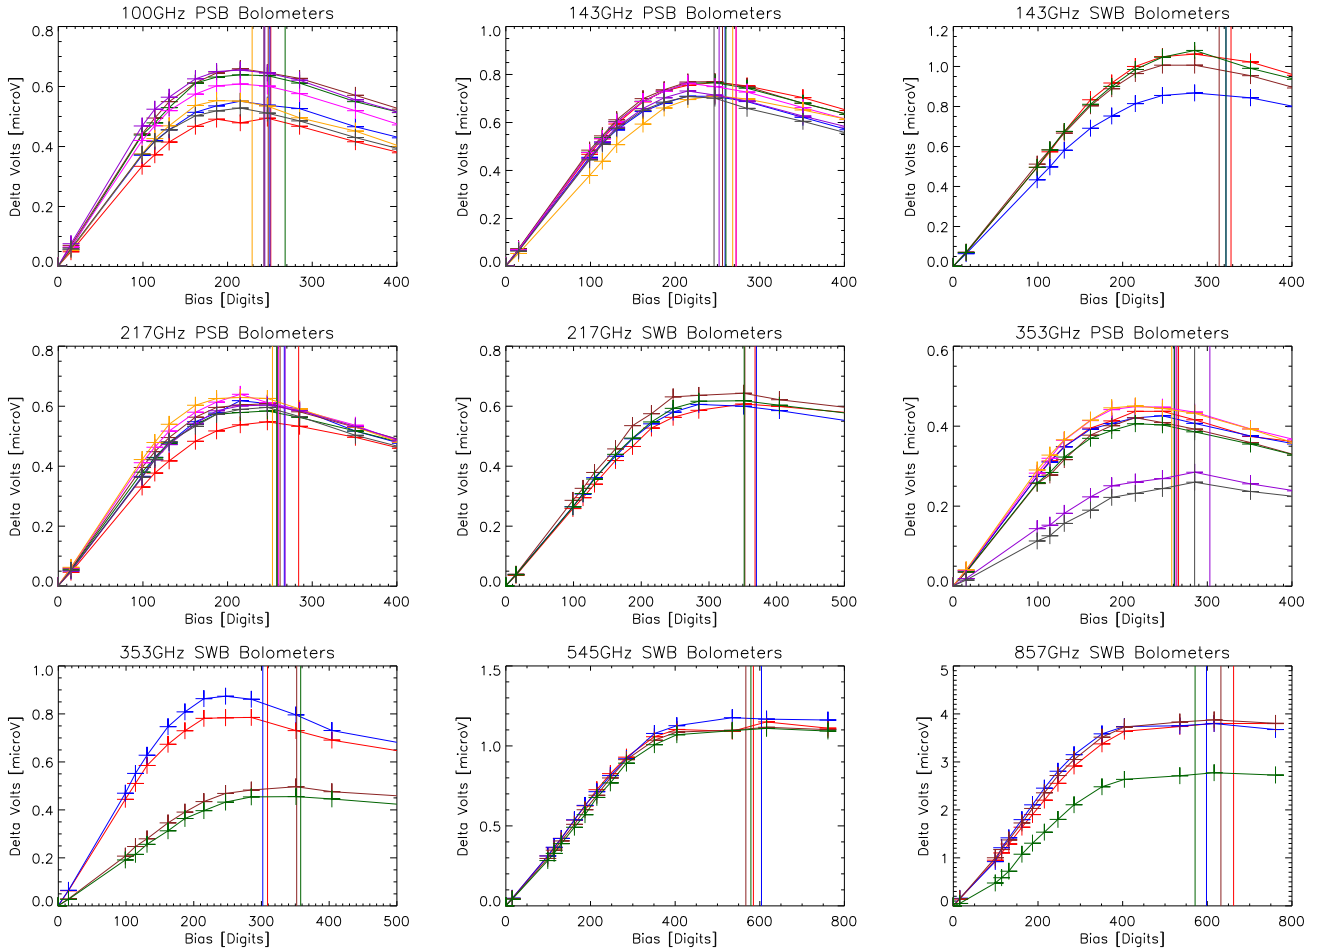 100GHz PSB Bolometers
0.8
0.6
0.4
0.2
0.0
Delta Volts [microV]
0 100 200 300 400
Bias [Digits]
143GHz PSB Bolometers
1.0
0.8
0.6
0.4
0.2
0.0
Delta Volts [microV]
0 100 200 300 400
Bias [Digits]
143GHz SWB Bolometers
1.2
1.0
0.8
0.6
0.4
0.2
0.0
Delta Volts [microV]
0 100 200 300 400
Bias [Digits]
217GHz PSB Bolometers
0.8
0.6
0.4
0.2
0.0
Delta Volts [microV]
0 100 200 300 400
Bias [Digits]
217GHz SWB Bolometers
0.8
0.6
0.4
0.2
0.0
Delta Volts [microV]
0 100 200 300 400 500
Bias [Digits]
353GHz PSB Bolometers
0.6
0.4
0.2
0.0
Delta Volts [microV]
0 100 200 300 400
Bias [Digits]
353GHz SWB Bolometers
1.0
0.8
0.6
0.4
0.2
0.0
Delta Volts [microV]
0 100 200 300 400 500
Bias [Digits]
545GHz SWB Bolometers
1.5
1.0
0.5
0.0
Delta Volts [microV]
0 200 400 600 800
Bias [Digits]
857GHz SWB Bolometers
5
4
3
2
1
0
Delta Volts [microV]
0 200 400 600 800
Bias [Digits]